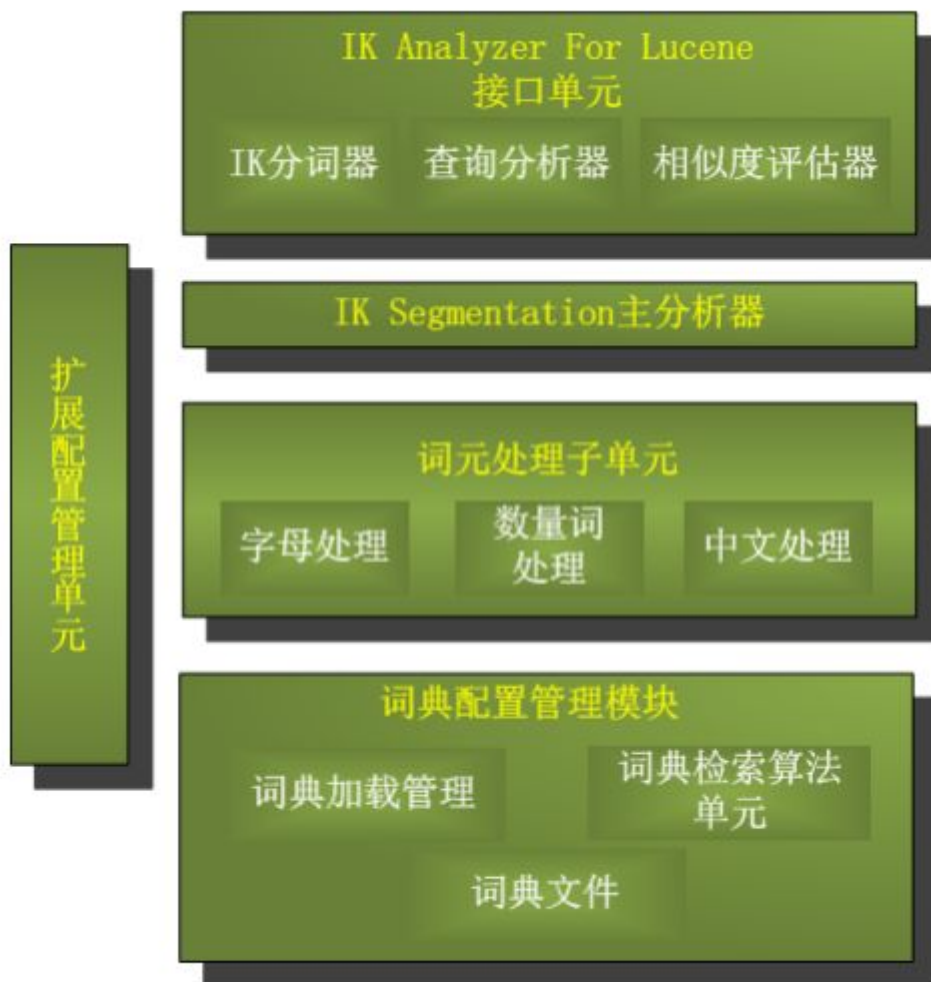 IK Analyzer For Lucene
接口单元
IK分词器
查询分析器
相似度评估器
IK Segmentation主分析器
扩展配置管理单元
词元处理子单元
字母处理
数量词
处理
中文处理
词典配置管理模块
词典加载管理
词典检索算法
单元
词典文件